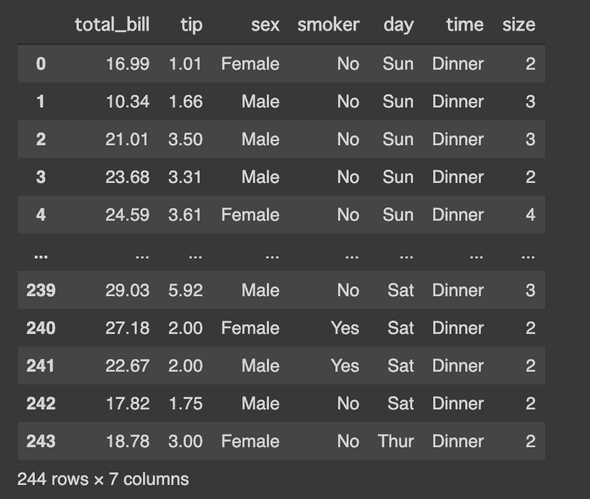 total_bill tip sex smoker day time size
0 16.99 1.01 Female No Sun Dinner 2
1 10.34 1.66 Male No Sun Dinner 3
2 21.01 3.50 Male No Sun Dinner 3
3 23.68 3.31 Male No Sun Dinner 2
4 24.59 3.61 Female No Sun Dinner 4
... ... ... ... ... ... ... ...
239 29.03 5.92 Male No Sat Dinner 3
240 27.18 2.00 Female Yes Sat Dinner 2
241 22.67 2.00 Male Yes Sat Dinner 2
242 17.82 1.75 Male No Sat Dinner 2
243 18.78 3.00 Female No Thur Dinner 2
244 rows × 7 columns